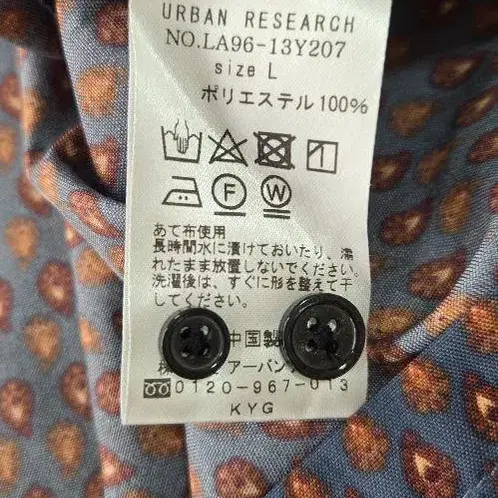 URBAN RESEARCH
NO.LA96-13Y207
size L
ポリエステル100%
F W
あて布使用
長時間水に漬けておいたり、濡
れたまま放置しないでください。
洗濯後は、すぐに形を整えて干
してください。
中国製
アーバン
0120-967-013
KYG